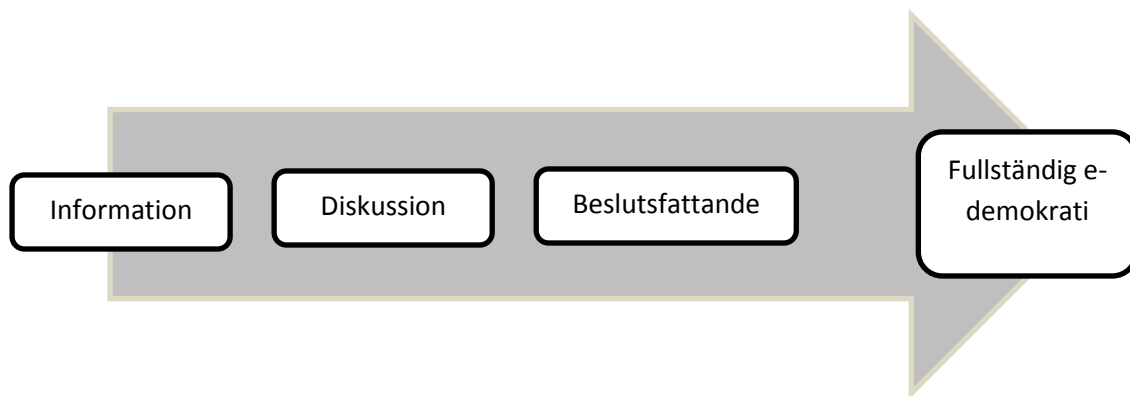 Information
Diskussion
Beslutsfattande
Fullständig e-
demokrati